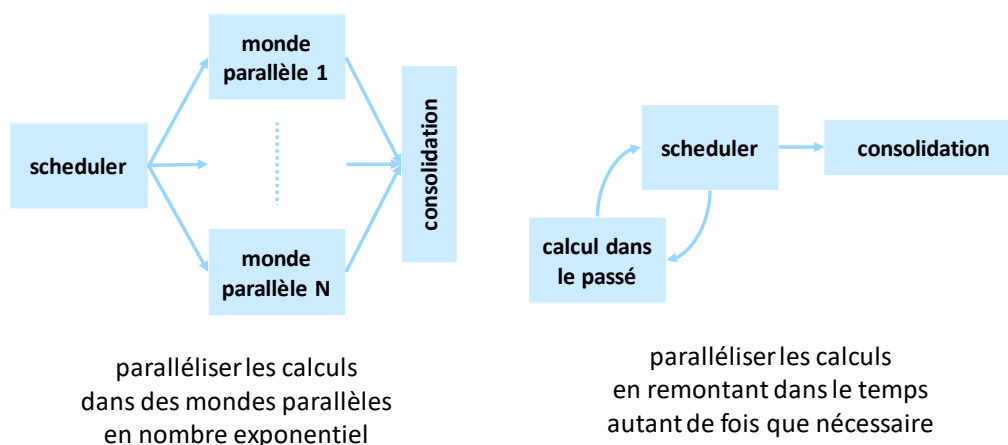 monde
parallèle 1
scheduler
consolidation
monde
parallèle N
paralléliser les calculs
dans des mondes parallèles
en nombre exponentiel
scheduler
consolidation
calcul dans
le passé
paralléliser les calculs
en remontant dans le temps
autant de fois que nécessaire